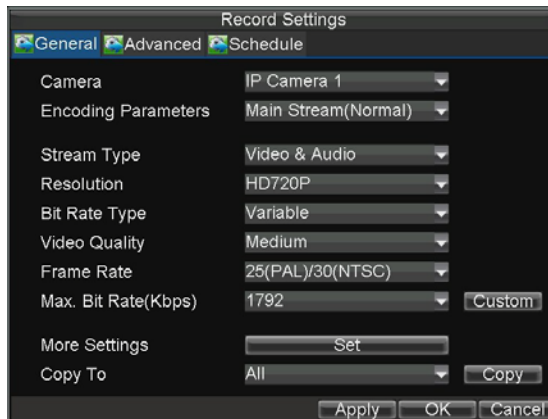 Record Settings
General Advanced Schedule
Camera IP Camera 1
Encoding Parameters Main Stream(Normal)
Stream Type Video & Audio
Resolution HD720P
Bit Rate Type Variable
Video Quality Medium
Frame Rate 25(PAL)/30(NTSC)
Max. Bit Rate(Kbps) 1792 Custom
More Settings Set
Copy To All Copy
Apply OK Cancel